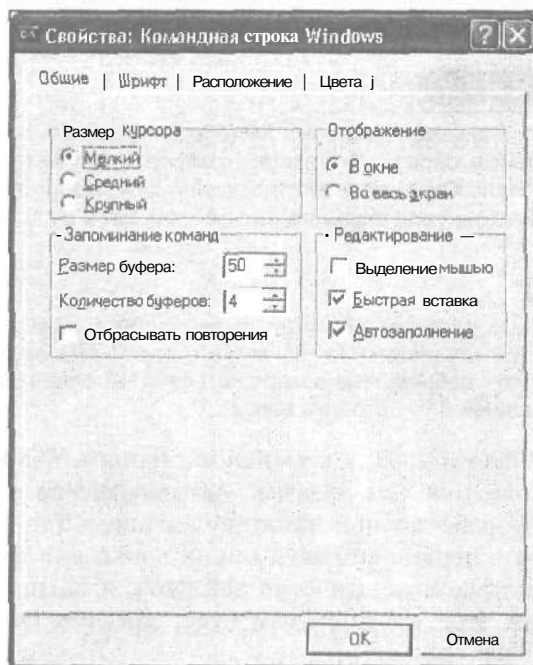 Свойства: Командная строка Windows
Общие | Шрифт | Расположение | Цвета j
Размер курсора
Мелкий
Средний
Крупный
Отображение
В окне
Во весь экран
Запоминание команд
Размер буфера: 50
Количество буферов: 4
Отбрасывать повторения
Редактирование
Выделение мышью
Быстрая вставка
Автозаполнение
OK
Отмена